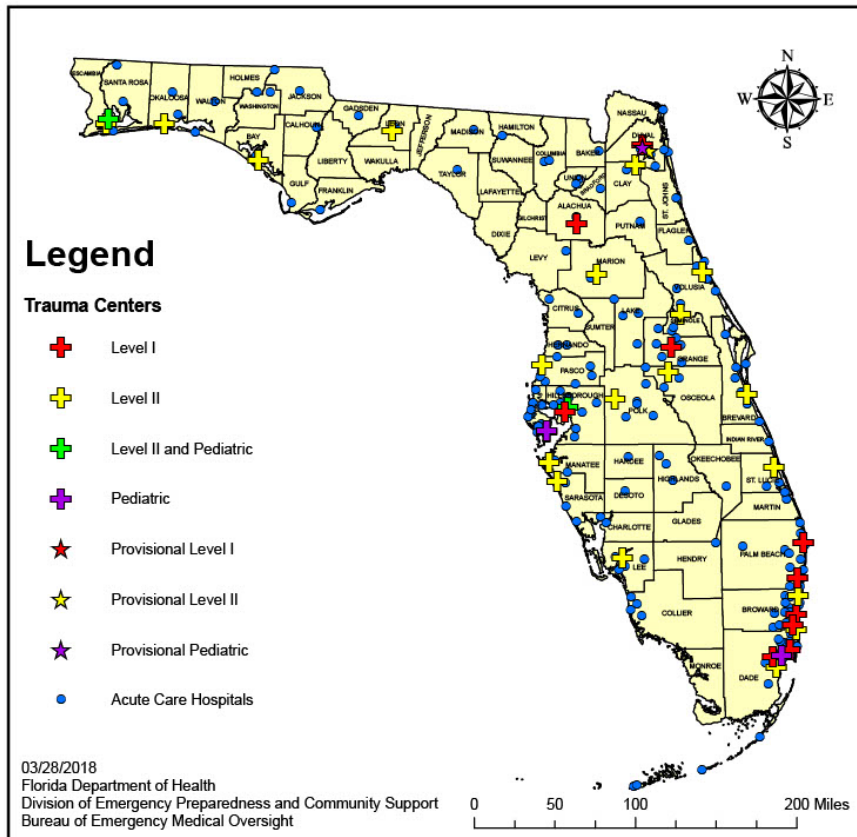 N
W E
S
ESCAMBIA
SANTA ROSA
OKALOOSA
WALTON
HOLMES
WASHINGTON
JACKSON
BAY
CALHOUN
GULF
LIBERTY
FRANKLIN
GADSDEN
LEON
WAKULLA
JEFFERSON
MADISON
TAYLOR
HAMILTON
SUWANNEE
LAFAYETTE
DIXIE
COLUMBIA
GILCHRIST
BAKER
UNION
BRADFORD
NASSAU
DUVAL
CLAY
ST. JOHNS
ALACHUA
PUTNAM
FLAGLER
LEVY
MARION
VOLUSIA
CITRUS
SUMTER
LAKE
SEMINOLE
HERNANDO
ORANGE
PASCO
OSCEOLA
HILLSBOROUGH
POLK
BREVARD
INDIAN RIVER
MANATEE
HARDEE
HIGHLANDS
OKEECHOBEE
ST. LUCIE
SARASOTA
DESOTO
MARTIN
CHARLOTTE
GLADES
LEE
HENDRY
PALM BEACH
COLLIER
BROWARD
MONROE
DADE
Legend
Trauma Centers
Level I
Level II
Level II and Pediatric
Pediatric
Provisional Level I
Provisional Level II
Provisional Pediatric
Acute Care Hospitals
03/28/2018
Florida Department of Health
Division of Emergency Preparedness and Community Support
Bureau of Emergency Medical Oversight
0 50 100 200 Miles